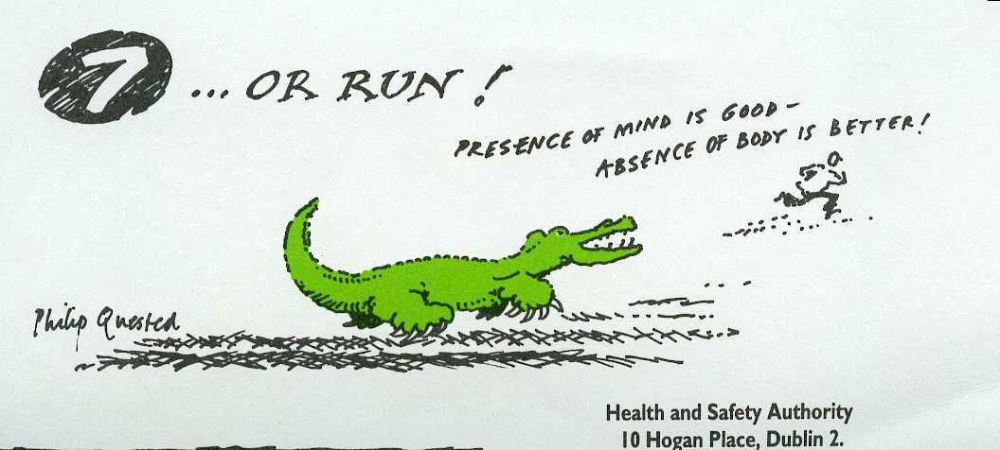 7
... OR RUN!
PRESENCE OF MIND IS GOOD -
ABSENCE OF BODY IS BETTER!
Philip Quested
Health and Safety Authority
10 Hogan Place, Dublin 2.